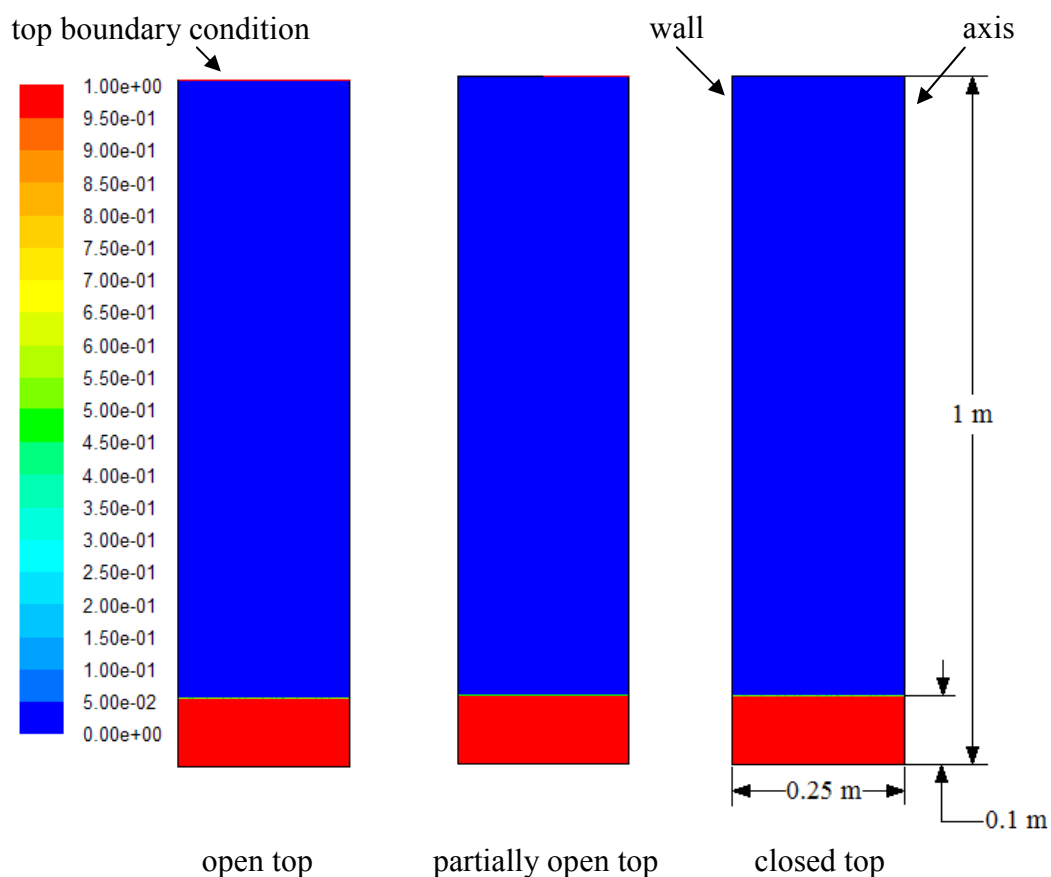 top boundary condition
wall
axis
1.00e+00
9.50e-01
9.00e-01
8.50e-01
8.00e-01
7.50e-01
7.00e-01
6.50e-01
6.00e-01
5.50e-01
5.00e-01
4.50e-01
4.00e-01
3.50e-01
3.00e-01
2.50e-01
2.00e-01
1.50e-01
1.00e-01
5.00e-02
0.00e+00
1 m
0.25 m
0.1 m
open top
partially open top
closed top